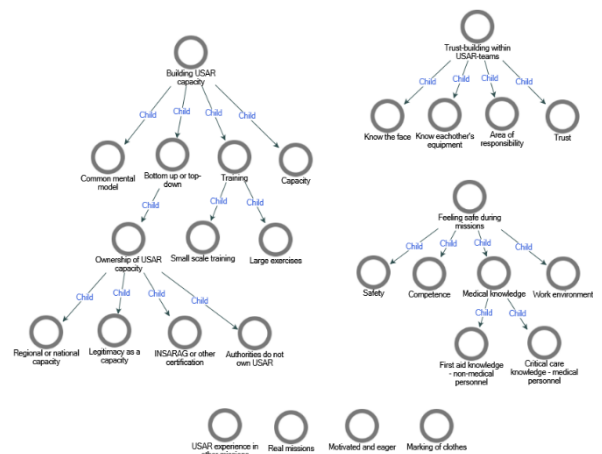 Building USAR
capacity
Child
Child
Child
Child
Common mental
model
Bottom up or top-
down
Training
Capacity
Child
Child
Child
Ownership of USAR
capacity
Small scale training
Large exercises
Child
Child
Child
Child
Regional or national
capacity
Legitimacy as a
capacity
INSARAG or other
certification
Authorities do not
own USAR
Trust-building within
USAR-teams
Child
Child
Child
Child
Know the face
Know eachother's
equipment
Area of
responsibility
Trust
Feeling safe during
missions
Child
Child
Child
Child
Safety
Competence
Medical knowledge
Work environment
Child
Child
First aid knowledge
- non-medical
personnel
Critical care
knowledge - medical
personnel
USAR experience in
other missions
Real missions
Motivated and eager
Marking of clothes